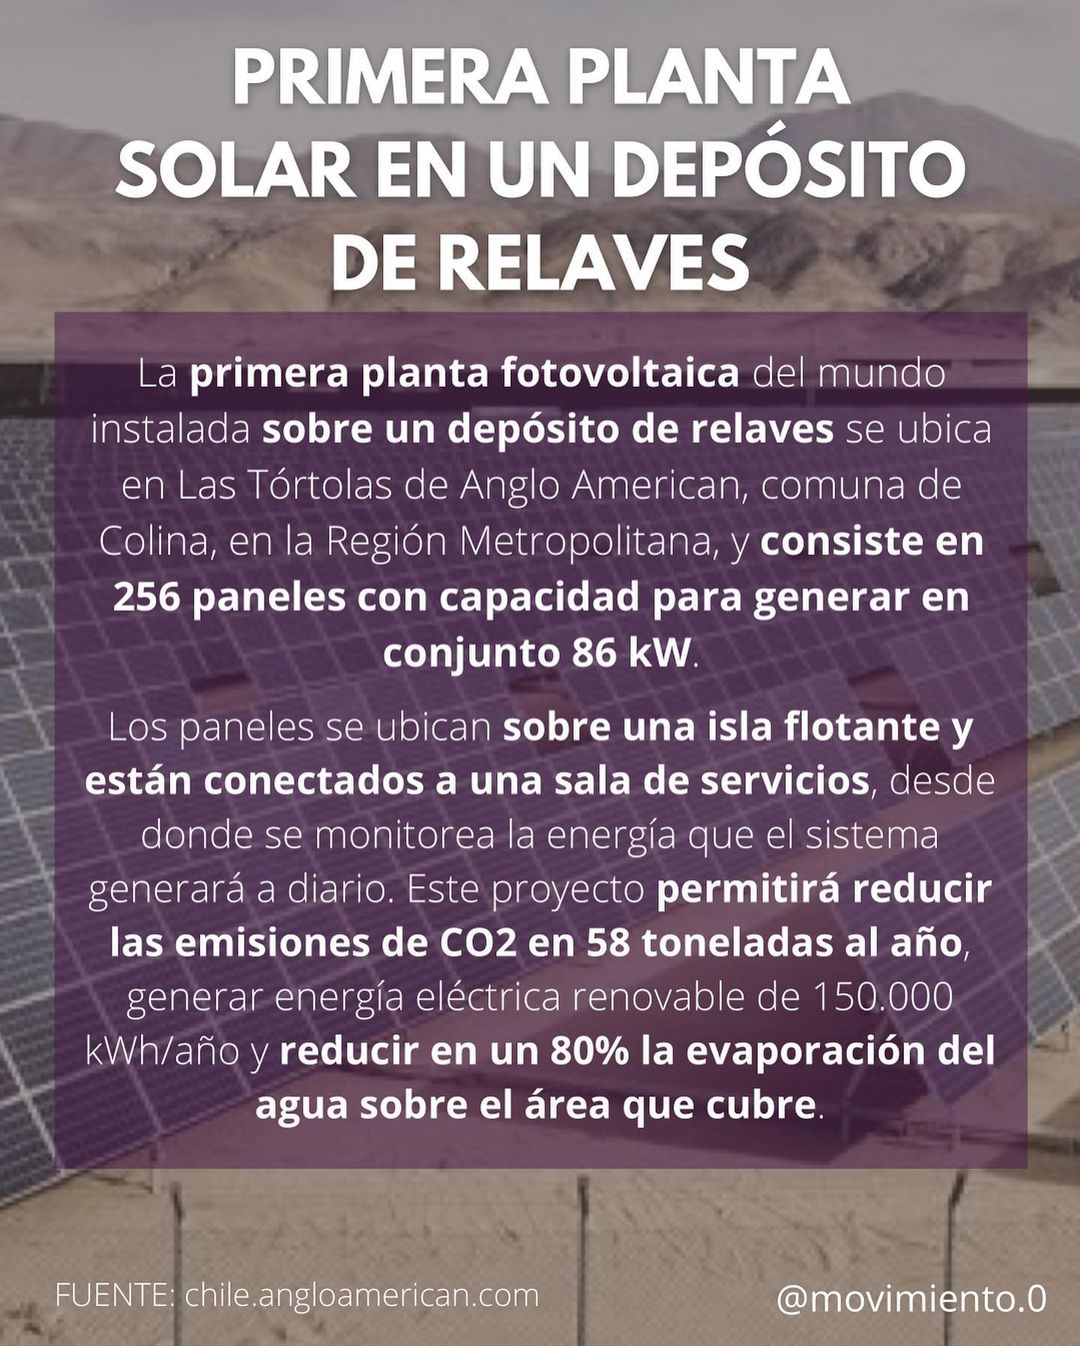 PRIMERA PLANTA
SOLAR EN UN DEPÓSITO
DE RELAVES
La primera planta fotovoltaica del mundo
instalada sobre un depósito de relaves se ubica
en Las Tórtolas de Anglo American, comuna de
Colina, en la Región Metropolitana, y consiste en
256 paneles con capacidad para generar en
conjunto 86 kW.
Los paneles se ubican sobre una isla flotante y
están conectados a una sala de servicios, desde
donde se monitorea la energía que el sistema
generará a diario. Este proyecto permitirá reducir
las emisiones de CO2 en 58 toneladas al año,
generar energía eléctrica renovable de 150.000
kWh/año y reducir en un 80% la evaporación del
agua sobre el área que cubre.
FUENTE: chile.angloamerican.com
@movimiento.0